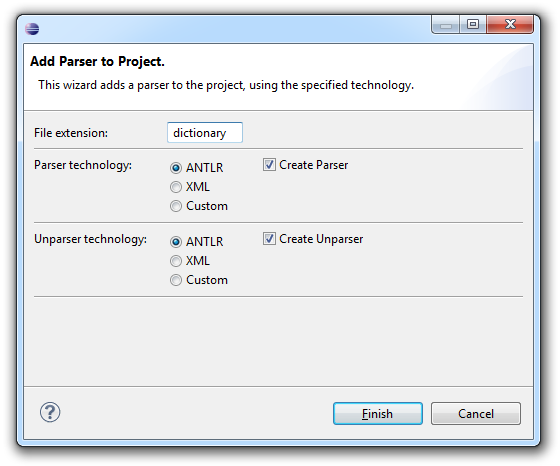 Add Parser to Project.
This wizard adds a parser to the project, using the specified technology.
File extension: dictionary
Parser technology: ANTLR Create Parser
XML
Custom
Unparser technology: ANTLR Create Unparser
XML
Custom
? Finish Cancel